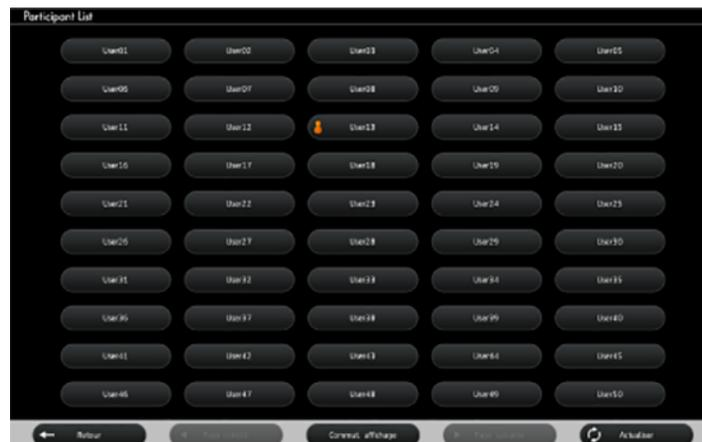 Participant List
User01 User02 User03 User04 User05
User06 User07 User08 User09 User10
User11 User12 User13 User14 User15
User16 User17 User18 User19 User20
User21 User22 User23 User24 User25
User26 User27 User28 User29 User30
User31 User32 User33 User34 User35
User36 User37 User38 User39 User40
User41 User42 User43 User44 User45
User46 User47 User48 User49 User50
Retour Commut. affichage Actualiser